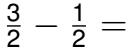 3/2 − 1/2 =